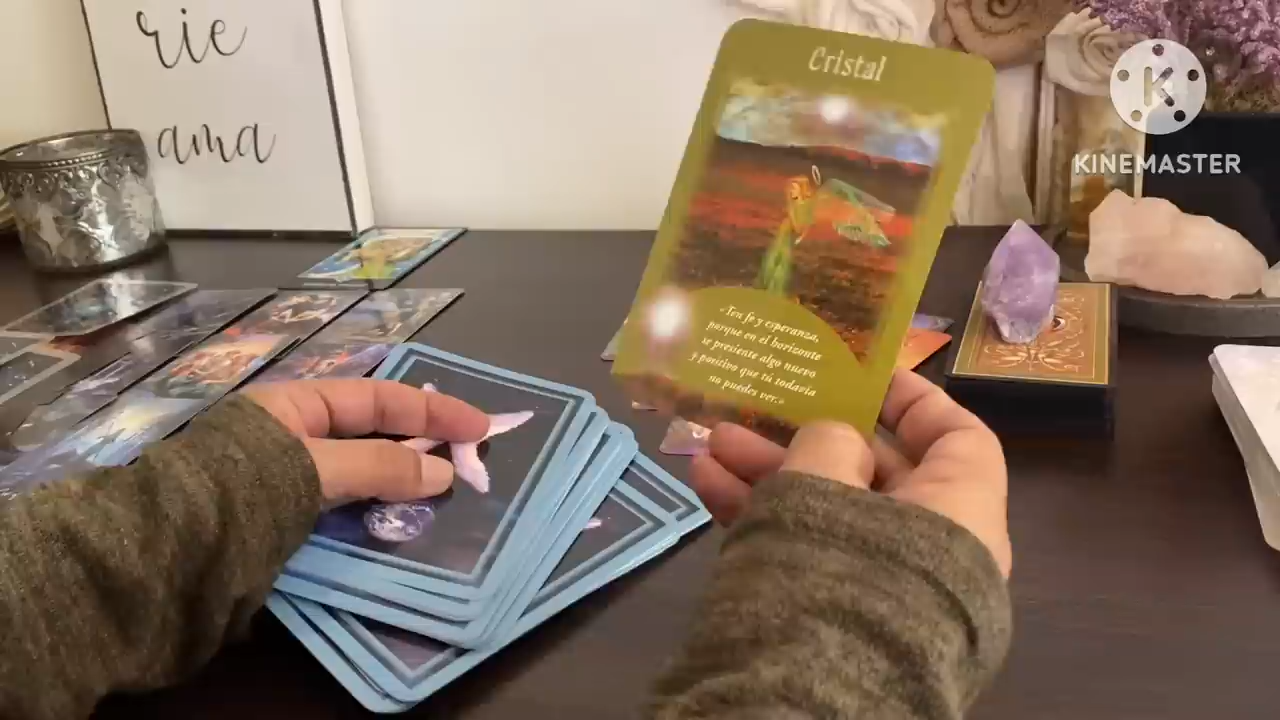 rie
ama
Cristal
«Ten fe y esperanza,
porque en el horizonte
se presiente algo nuevo
y positivo que tú todavía
no puedes ver.»
K
KINEMASTER